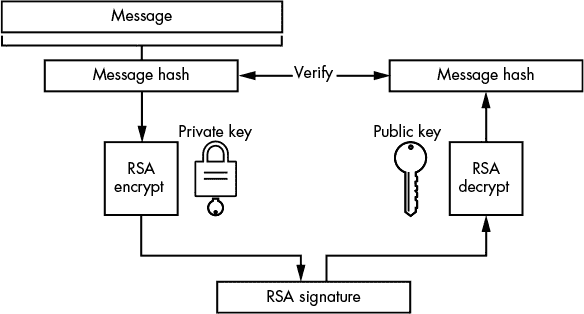 Message
Message hash
Verify
Message hash
Private key
Public key
RSA
encrypt
RSA
decrypt
RSA signature